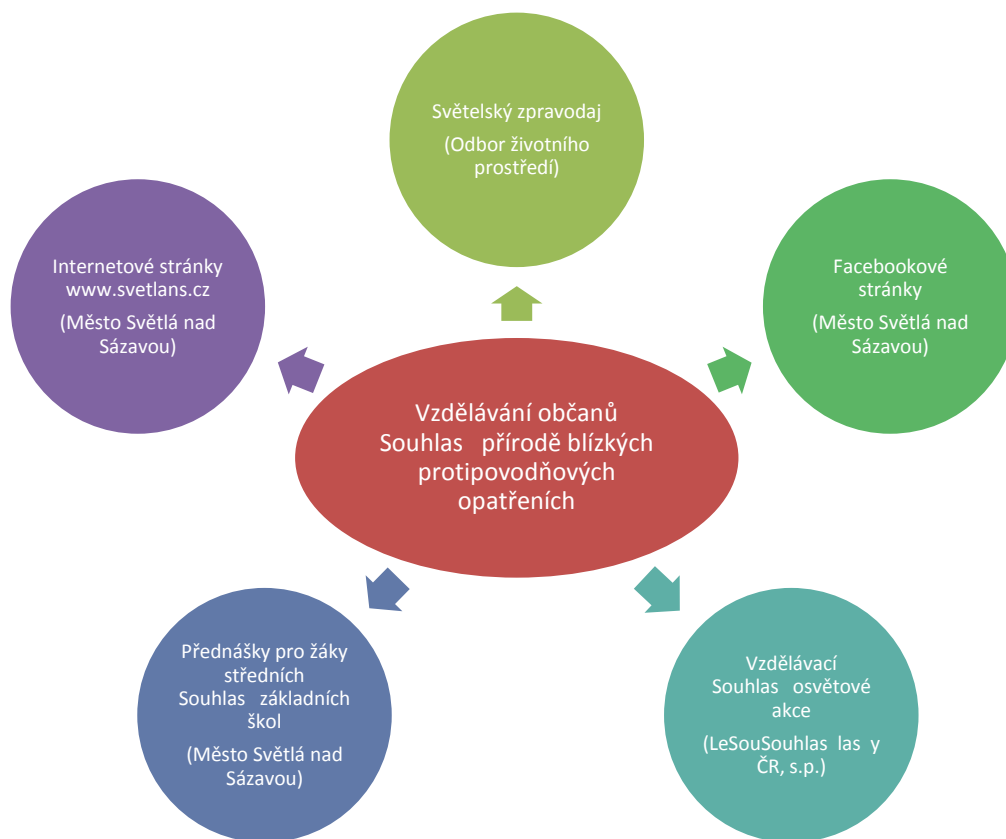 Světelský zpravodaj
(Odbor životního
prostředí)
Internetové stránky
www.svetlans.cz
(Město Světlá nad
Sázavou)
Facebookové
stránky
(Město Světlá nad
Sázavou)
Vzdělávání občanů
Souhlas přírodě blízkých
protipovodňových
opatřeních
Přednášky pro žáky
středních
Souhlas základních
škol
(Město Světlá nad
Sázavou)
Vzdělávací
Souhlas osvětové
akce
(LeSouSouhlas las y
ČR, s.p.)